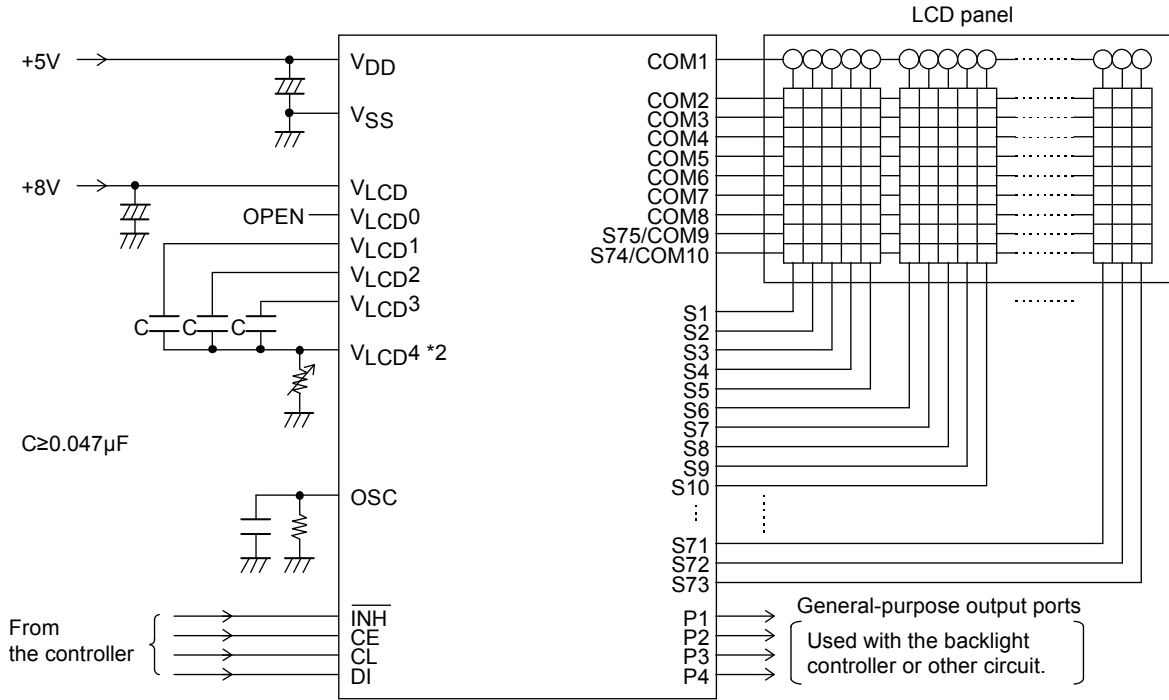 LCD panel
+5V
VDD
COM1
COM2
VSS
COM3
COM4
COM5
+8V
VLCD
COM6
COM7
OPEN
VLCD0
COM8
S75/COM9
VLCD1
S74/COM10
VLCD2
VLCD3
S1
C
C
C
S2
S3
VLCD4 *2
S4
S5
S6
S7
C≥0.047µF
S8
S9
S10
OSC
S71
S72
S73
From
the controller
INH
CE
CL
DI
P1
P2
P3
P4
General-purpose output ports
Used with the backlight
controller or other circuit.